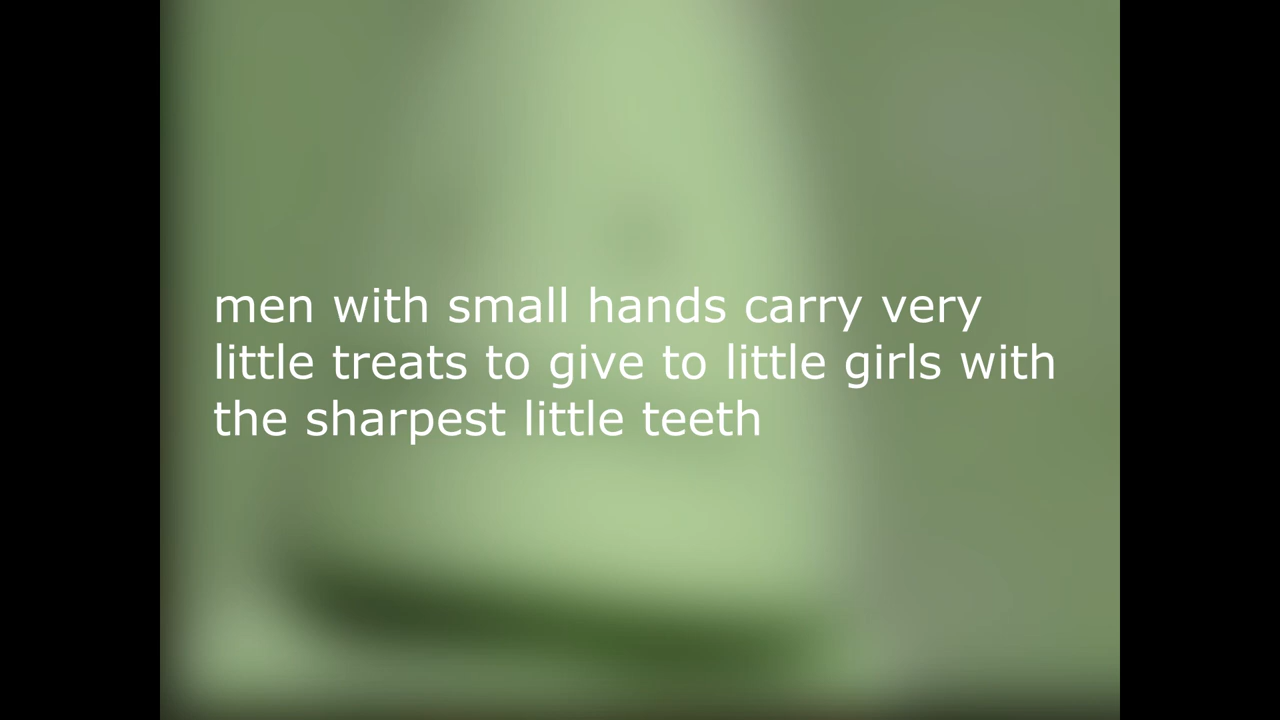 men with small hands carry very
little treats to give to little girls with
the sharpest little teeth